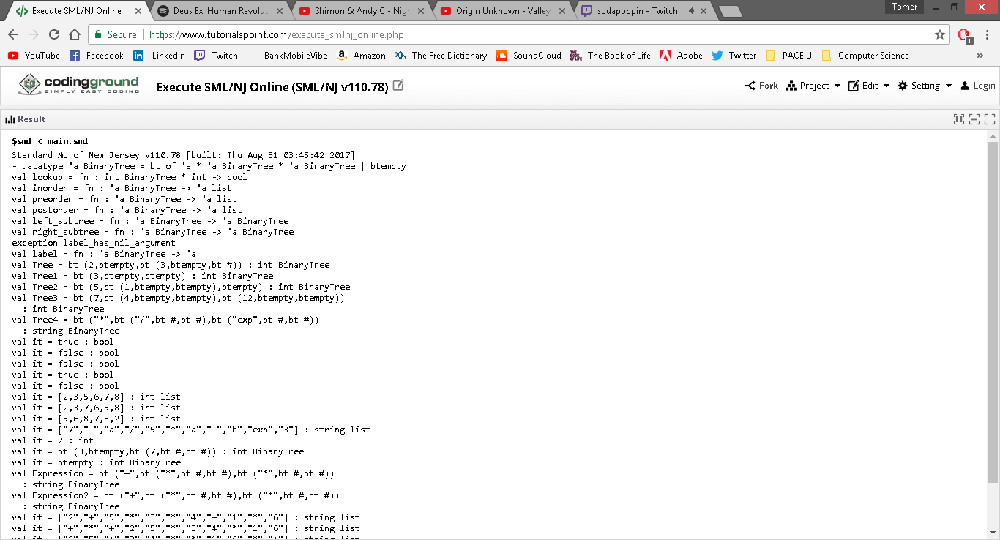 Execute SML/NJ Online
Deus Ex: Human Revoluti
Shimon & Andy C - Nigh
Origin Unknown - Valley
sodapoppin - Twitch
Tomer
Secure
https://www.tutorialspoint.com/execute_smlnj_online.php
1
YouTube
Facebook
LinkedIn
Twitch
BankMobileVibe
Amazon
The Free Dictionary
SoundCloud
The Book of Life
Adobe
Twitter
PACE U
Computer Science
»
codingground
SIMPLY EASY CODING
Execute SML/NJ Online (SML/NJ v110.78)
Fork
Project
Edit
Setting
Login
Result
$sml < main.sml
Standard ML of New Jersey v110.78 [built: Thu Aug 31 03:45:42 2017]
- datatype 'a BinaryTree = bt of 'a * 'a BinaryTree * 'a BinaryTree | btempty
val lookup = fn : int BinaryTree * int -> bool
val inorder = fn : 'a BinaryTree -> 'a list
val preorder = fn : 'a BinaryTree -> 'a list
val postorder = fn : 'a BinaryTree -> 'a list
val left_subtree = fn : 'a BinaryTree -> 'a BinaryTree
val right_subtree = fn : 'a BinaryTree -> 'a BinaryTree
exception label_has_nil_argument
val label = fn : 'a BinaryTree -> 'a
val Tree = bt (2,btempty,bt (3,btempty,bt #)) : int BinaryTree
val Tree1 = bt (3,btempty,btempty) : int BinaryTree
val Tree2 = bt (5,bt (1,btempty,btempty),btempty) : int BinaryTree
val Tree3 = bt (7,bt (4,btempty,btempty),bt (12,btempty,btempty))
  : int BinaryTree
val Tree4 = bt ("*",bt ("/",bt #,bt #),bt ("exp",bt #,bt #))
  : string BinaryTree
val it = true : bool
val it = false : bool
val it = false : bool
val it = true : bool
val it = false : bool
val it = [2,3,5,6,7,8] : int list
val it = [2,3,7,6,5,8] : int list
val it = [5,6,8,7,3,2] : int list
val it = ["7","-","a","/","5","*","a","+","b","exp","3"] : string list
val it = 2 : int
val it = bt (3,btempty,bt (7,bt #,bt #)) : int BinaryTree
val it = btempty : int BinaryTree
val Expression = bt ("+",bt ("*",bt #,bt #),bt ("*",bt #,bt #))
  : string BinaryTree
val Expression2 = bt ("+",bt ("*",bt #,bt #),bt ("*",bt #,bt #))
  : string BinaryTree
val it = ["2","+","5","*","3","*","4","+","1","*","6"] : string list
val it = ["+","*","+","2","5","*","3","4","*","1","6"] : string list
val it = ["2","5","+","3","4","*","*","1","6","*","+"] : string list